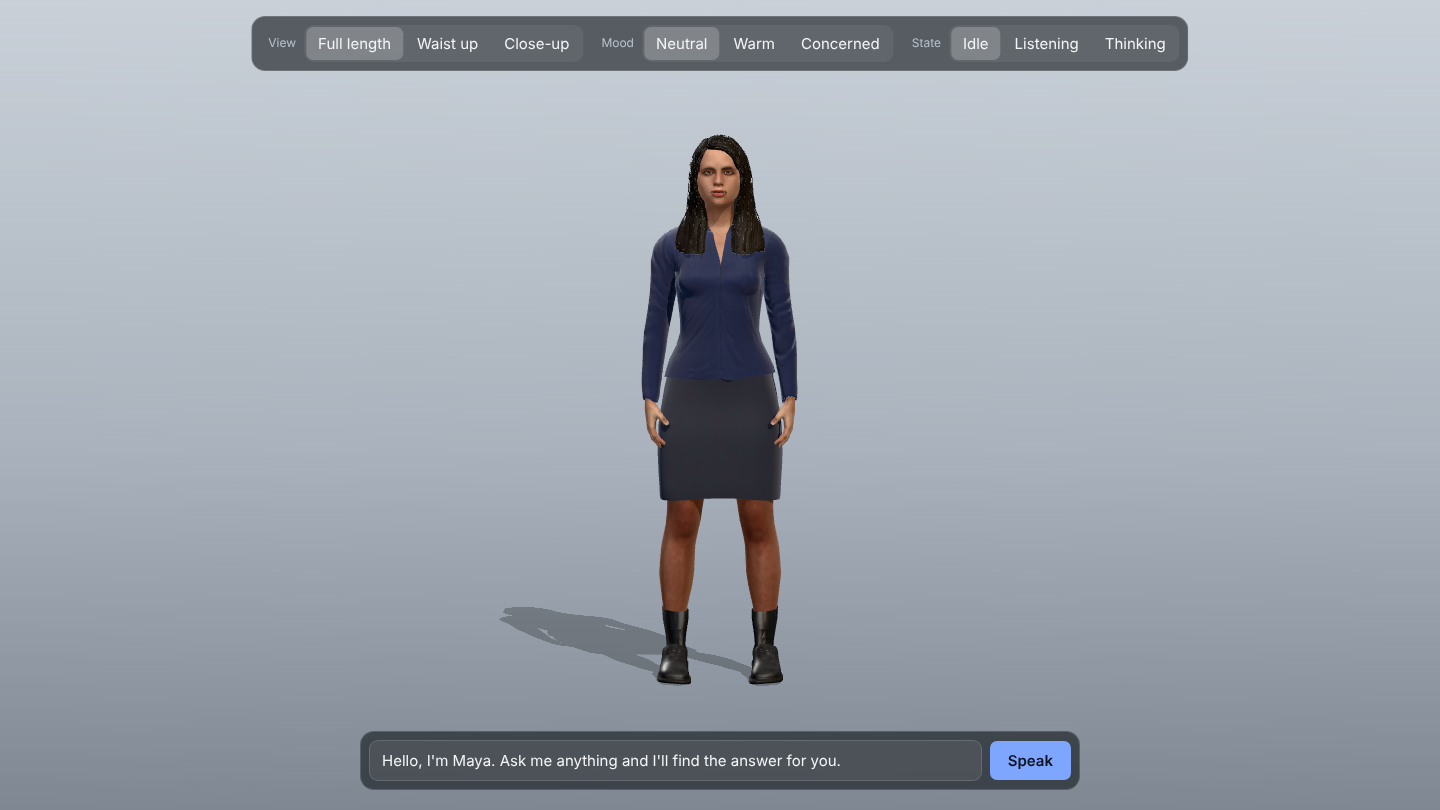 View Full length Waist up Close-up Mood Neutral Warm Concerned State Idle Listening Thinking
Hello, I'm Maya. Ask me anything and I'll find the answer for you. Speak